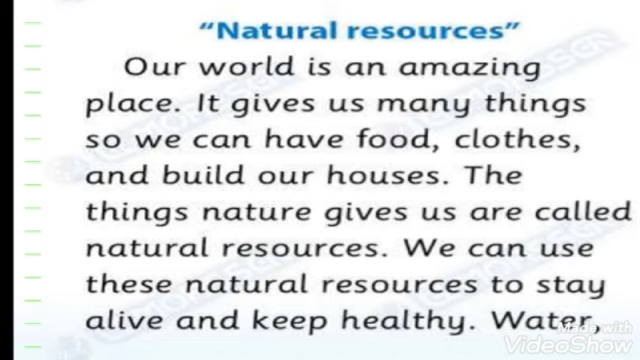 “Natural resources”
Our world is an amazing
place. It gives us many things
so we can have food, clothes,
and build our houses. The
things nature gives us are called
natural resources. We can use
these natural resources to stay
alive and keep healthy. Water,
Made with
VideoShow